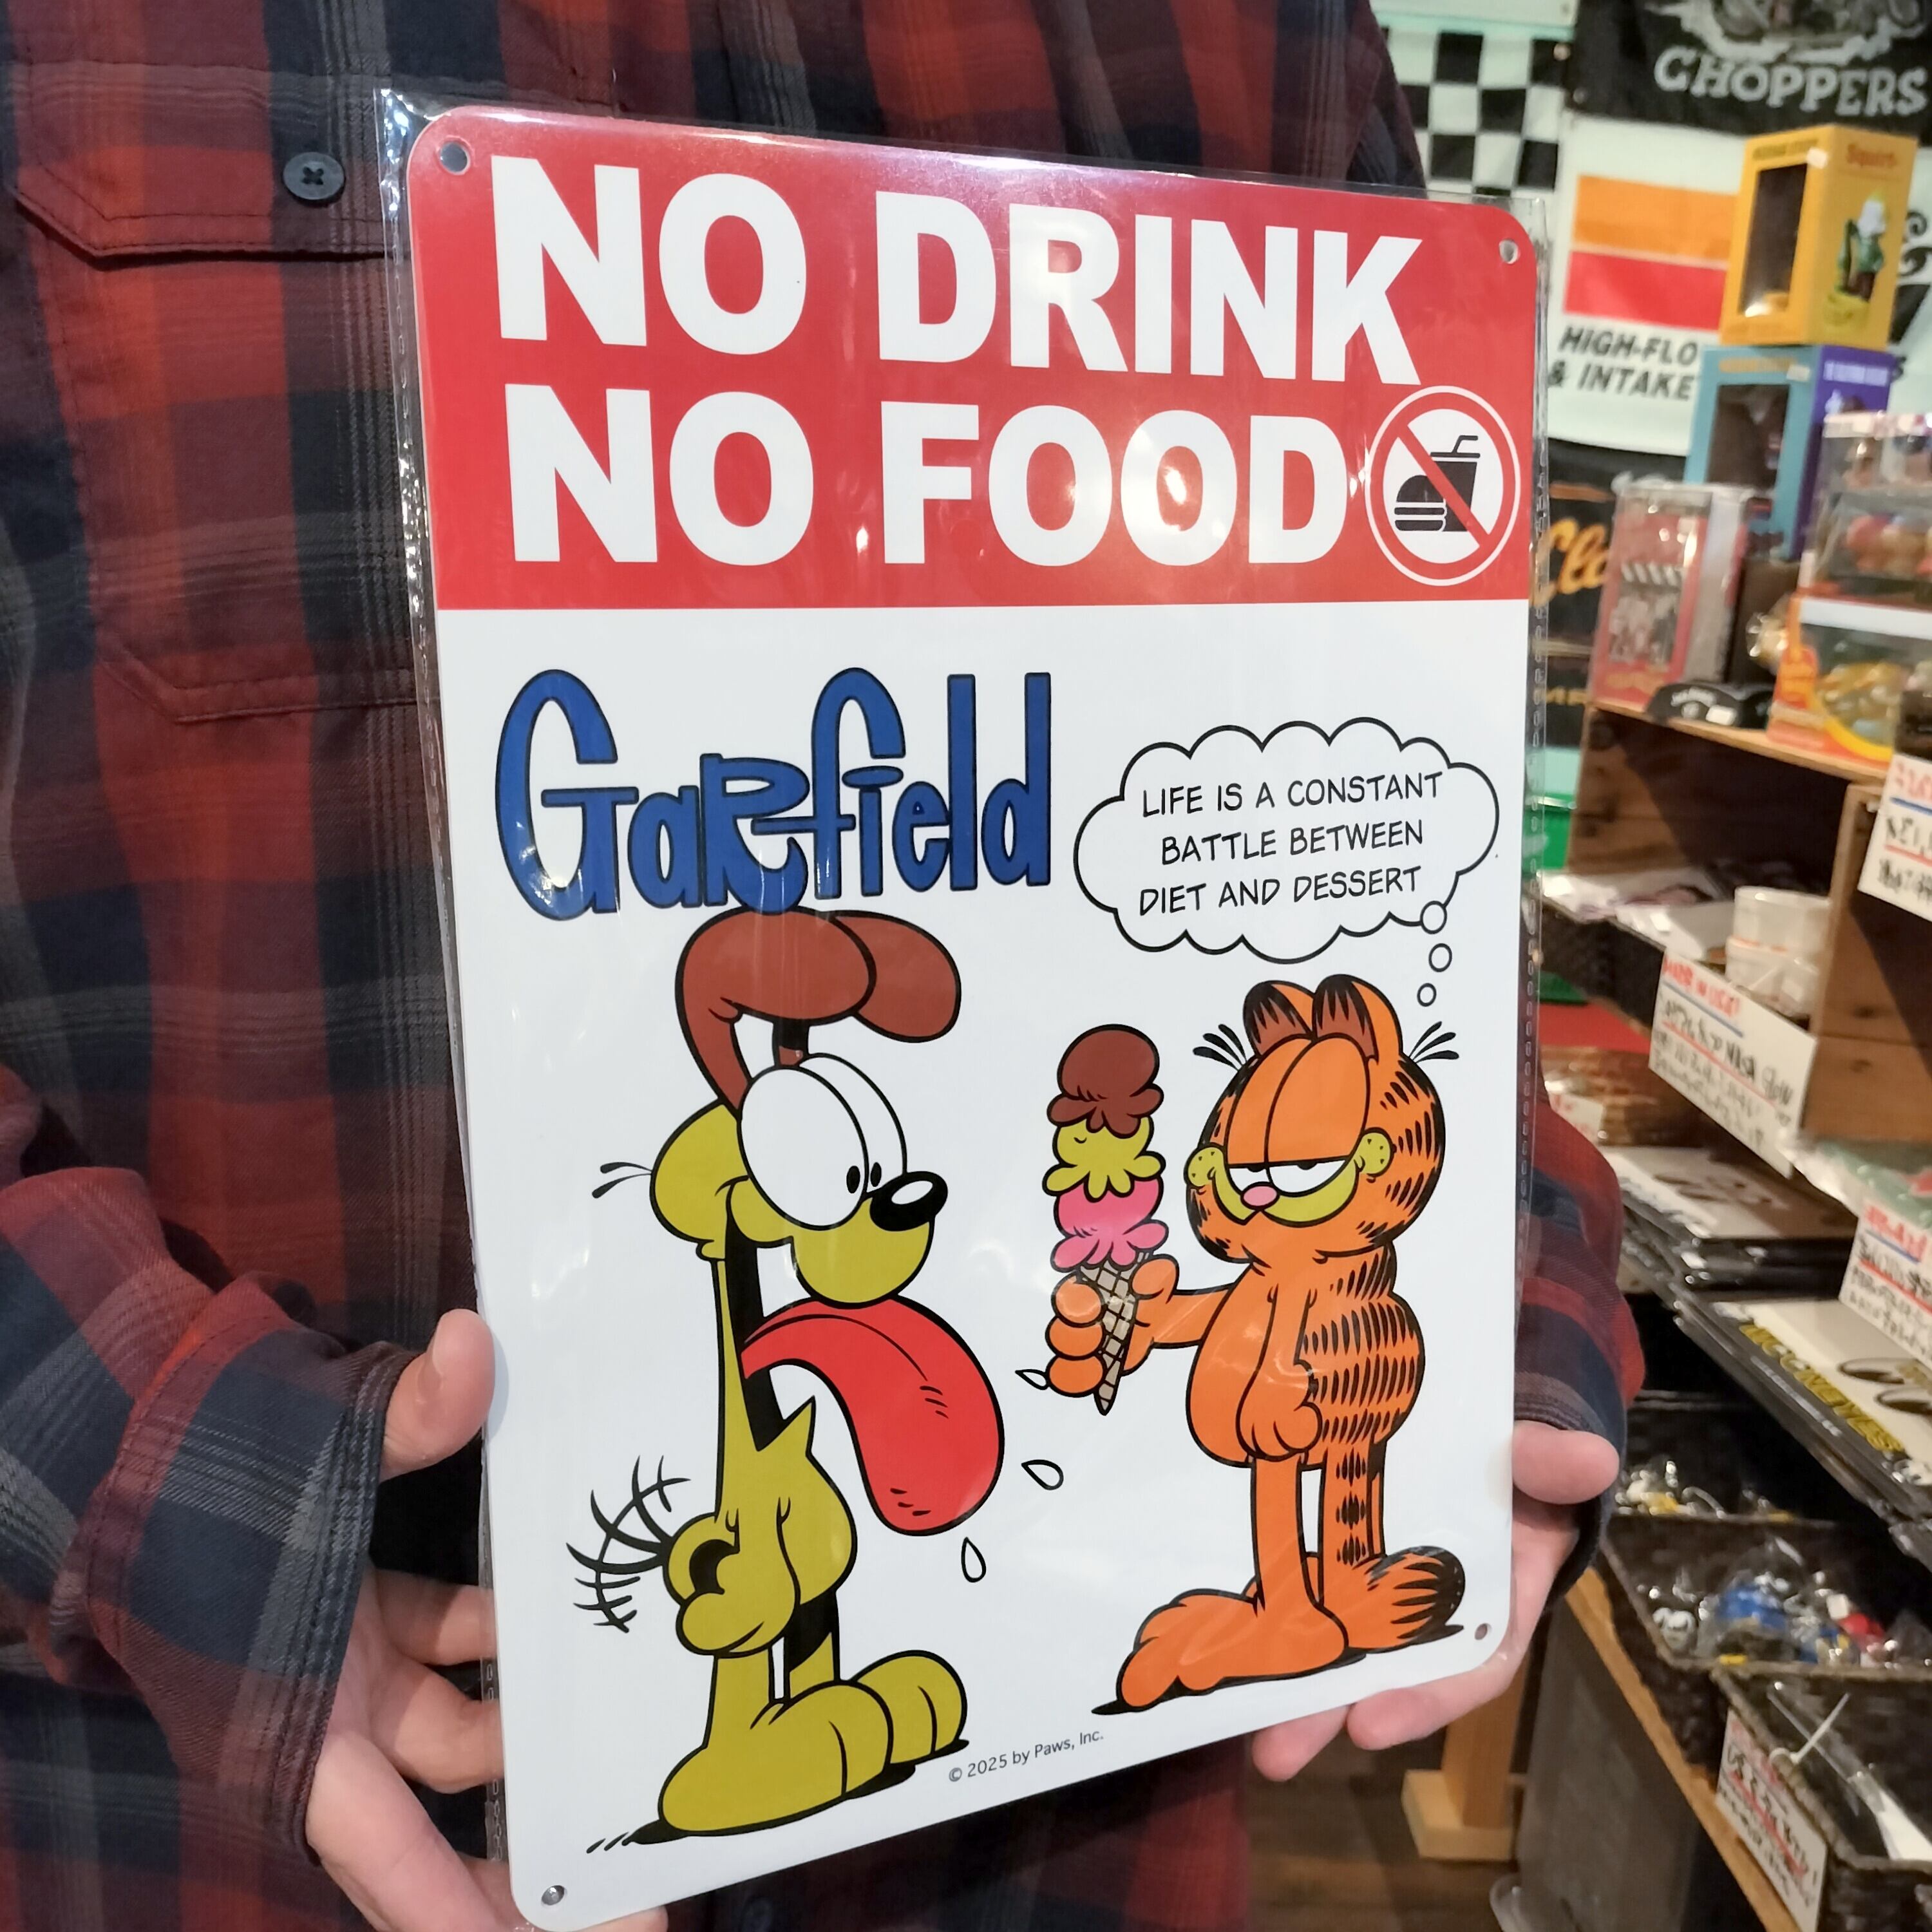 NO DRINK
NO FOOD
Garfield
LIFE IS A CONSTANT
BATTLE BETWEEN
DIET AND DESSERT
© 2025 by Paws, Inc.
CHOPPERS
HIGH-FLO
& INTAKE